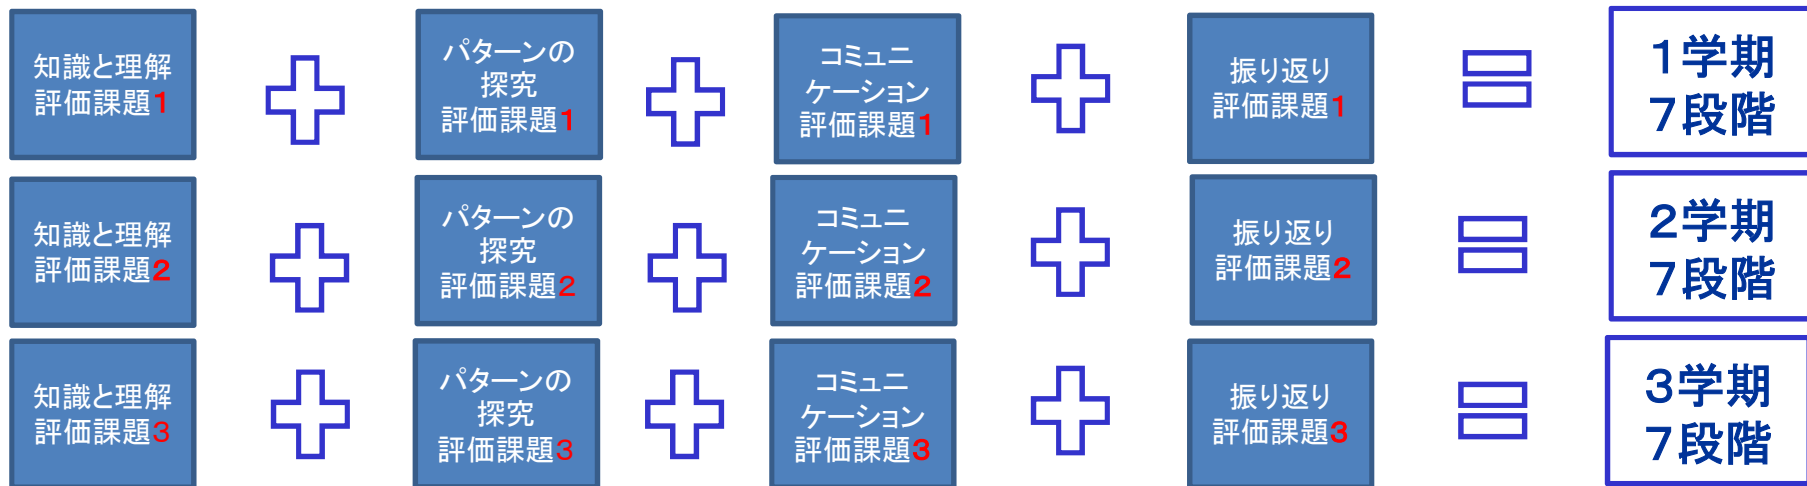 知識と理解
評価課題1
パターンの
探究
評価課題1
コミュニ
ケーション
評価課題1
振り返り
評価課題1
1学期
7段階
知識と理解
評価課題2
パターンの
探究
評価課題2
コミュニ
ケーション
評価課題2
振り返り
評価課題2
2学期
7段階
知識と理解
評価課題3
パターンの
探究
評価課題3
コミュニ
ケーション
評価課題3
振り返り
評価課題3
3学期
7段階